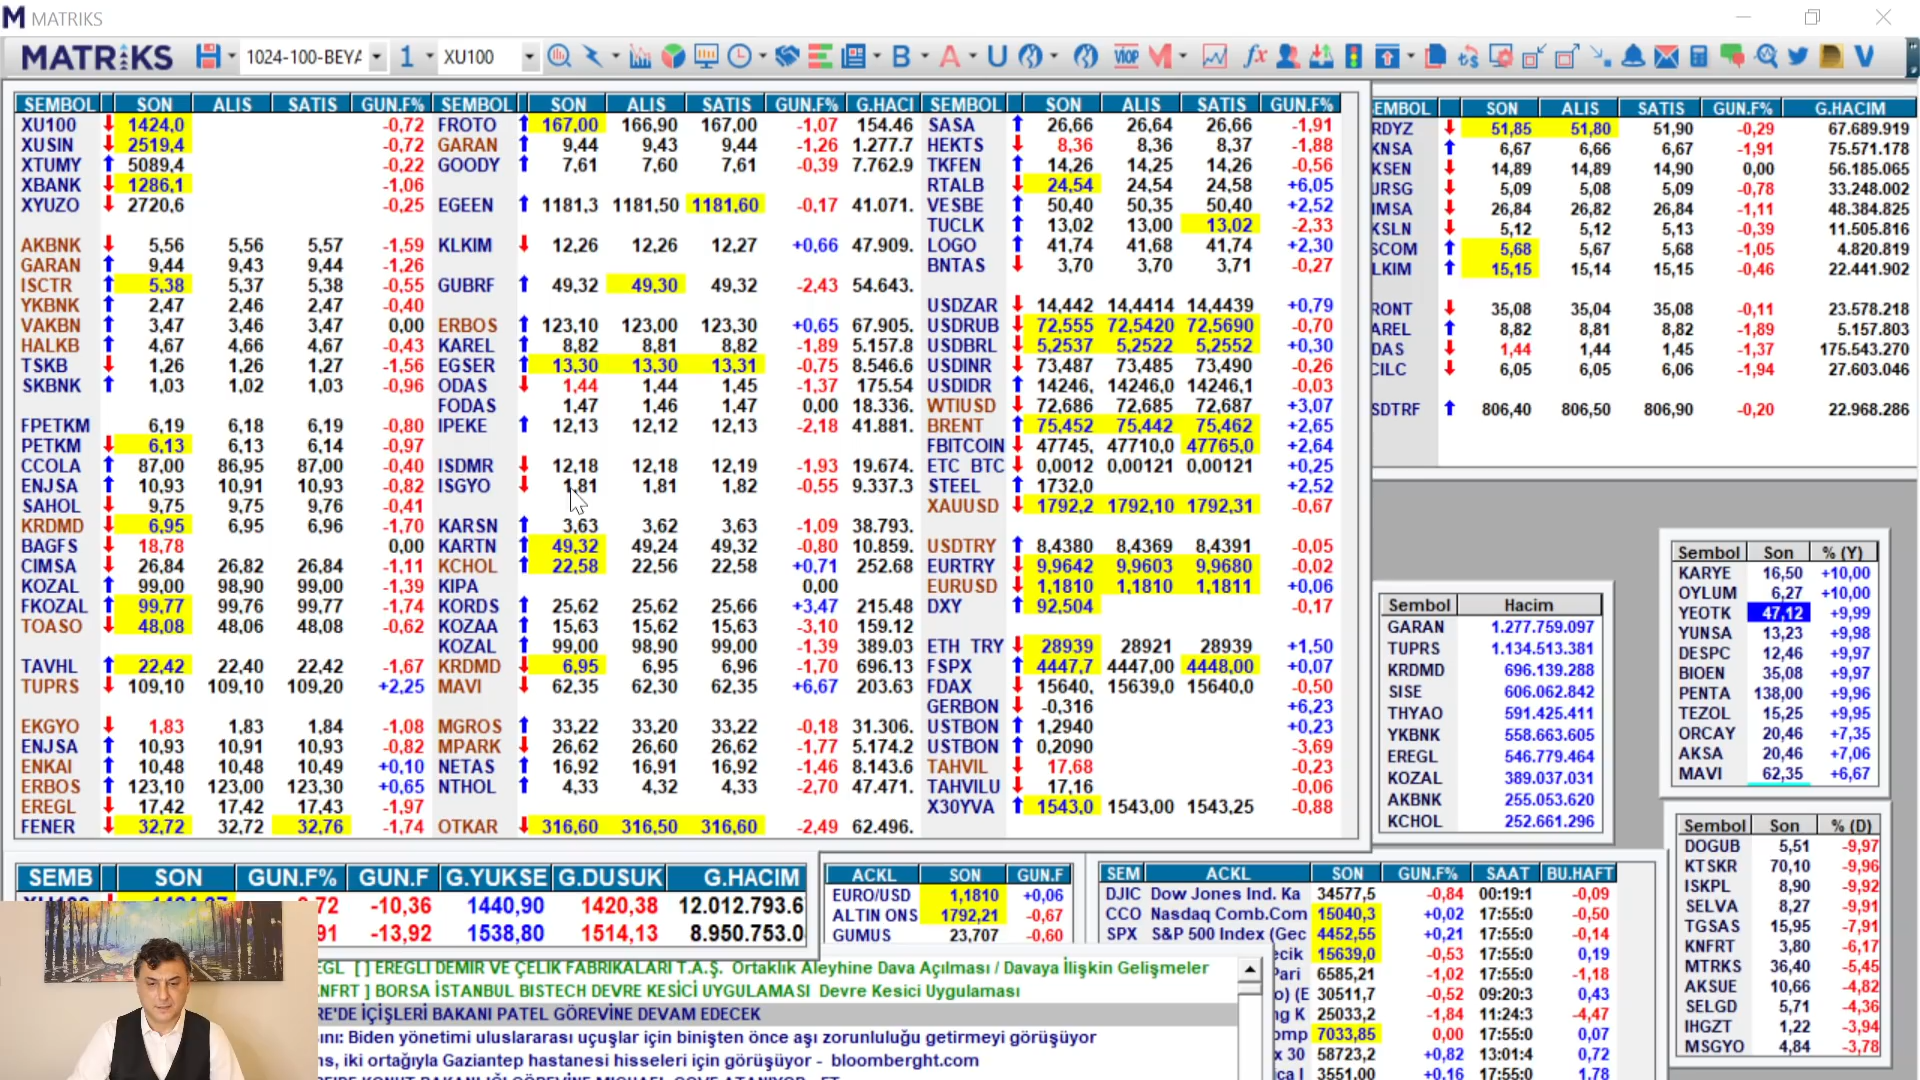 MATRIKS
MATRIKS 1024-100-BEYA 1 XU100 B A U VIOP M fx V
SEMBOL SON ALIS SATIS GUN.F% SEMBOL SON ALIS SATIS GUN.F% G.HACI SEMBOL SON ALIS SATIS GUN.F%
XU100 1424,0 -0,72 FROTO 167,00 166,90 167,00 -1,07 154.46 SASA 26,66 26,64 26,66 -1,91
XUSIN 2519,4 -0,72 GARAN 9,44 9,43 9,44 -1,26 1.277.7 HEKTS 8,36 8,36 8,37 -1,88
XTUMY 5089,4 -0,22 GOODY 7,61 7,60 7,61 -0,39 7.762.9 TKFEN 14,26 14,25 14,26 -0,56
XBANK 1286,1 -1,06 RTALB 24,54 24,54 24,58 +6,05
XYUZO 2720,6 -0,25 EGEEN 1181,3 1181,50 1181,60 -0,17 41.071. VESBE 50,40 50,35 50,40 +2,52
TUCLK 13,02 13,00 13,02 -2,33
AKBNK 5,56 5,56 5,57 -1,59 KLKIM 12,26 12,26 12,27 +0,66 47.909. LOGO 41,74 41,68 41,74 +2,30
GARAN 9,44 9,43 9,44 -1,26 BNTAS 3,70 3,70 3,71 -0,27
ISCTR 5,38 5,37 5,38 -0,55 GUBRF 49,32 49,30 49,32 -2,43 54.643.
YKBNK 2,47 2,46 2,47 -0,40 USDZAR 14,442 14,4414 14,4439 +0,79
VAKBN 3,47 3,46 3,47 0,00 ERBOS 123,10 123,00 123,30 +0,65 67.905. USDRUB 72,555 72,5420 72,5690 -0,70
HALKB 4,67 4,66 4,67 -0,43 KAREL 8,82 8,81 8,82 -1,89 5.157.8 USDBRL 5,2537 5,2522 5,2552 +0,30
TSKB 1,26 1,26 1,27 -1,56 EGSER 13,30 13,30 13,31 -0,75 8.546.6 USDINR 73,487 73,485 73,490 -0,26
SKBNK 1,03 1,02 1,03 -0,96 ODAS 1,44 1,44 1,45 -1,37 175.54 USDIDR 14246, 14246,0 14246,1 -0,03
FODAS 1,47 1,46 1,47 0,00 18.336. WTIUSD 72,686 72,685 72,687 +3,07
FPETKM 6,19 6,18 6,19 -0,80 IPEKE 12,13 12,12 12,13 -2,18 41.881. BRENT 75,452 75,442 75,462 +2,65
PETKM 6,13 6,13 6,14 -0,97 FBITCOIN 47745, 47710,0 47765,0 +2,64
CCOLA 87,00 86,95 87,00 -0,40 ISDMR 12,18 12,18 12,19 -1,93 19.674. ETC BTC 0,0012 0,00121 0,00121 +0,25
ENJSA 10,93 10,91 10,93 -0,82 ISGYO 1,81 1,81 1,82 -0,55 9.337.3 STEEL 1732,0 +2,52
SAHOL 9,75 9,75 9,76 -0,41 XAUUSD 1792,2 1792,10 1792,31 -0,67
KRDMD 6,95 6,95 6,96 -1,70 KARSN 3,63 3,62 3,63 -1,09 38.793.
BAGFS 18,78 0,00 KARTN 49,32 49,24 49,32 -0,80 10.859. USDTRY 8,4380 8,4369 8,4391 -0,05
CIMSA 26,84 26,82 26,84 -1,11 KCHOL 22,58 22,56 22,58 +0,71 252.68 EURTRY 9,9642 9,9603 9,9680 -0,02
KOZAL 99,00 98,90 99,00 -1,39 KIPA 0,00 EURUSD 1,1810 1,1810 1,1811 +0,06
FKOZAL 99,77 99,76 99,77 -1,74 KORDS 25,62 25,62 25,66 +3,47 215.48 DXY 92,504 -0,17
TOASO 48,08 48,06 48,08 -0,62 KOZAA 15,63 15,62 15,63 -3,10 159.12
KOZAL 99,00 98,90 99,00 -1,39 389.03 ETH TRY 28939 28921 28939 +1,50
TAVHL 22,42 22,40 22,42 -1,67 KRDMD 6,95 6,95 6,96 -1,70 696.13 FSPX 4447,7 4447,00 4448,00 +0,07
TUPRS 109,10 109,10 109,20 +2,25 MAVI 62,35 62,30 62,35 +6,67 203.63 FDAX 15640, 15639,0 15640,0 -0,50
GERBON -0,316 +6,23
EKGYO 1,83 1,83 1,84 -1,08 MGROS 33,22 33,20 33,22 -0,18 31.306. USTBON 1,2940 +0,23
ENJSA 10,93 10,91 10,93 -0,82 MPARK 26,62 26,60 26,62 -1,77 5.174.2 USTBON 0,2090 -3,69
ENKAI 10,48 10,48 10,49 +0,10 NETAS 16,92 16,91 16,92 -1,46 8.143.6 TAHVIL 17,68 -0,23
ERBOS 123,10 123,00 123,30 +0,65 NTHOL 4,33 4,32 4,33 -2,70 47.471. TAHVILU 17,16 -0,06
EREGL 17,42 17,42 17,43 -1,97 X30YVA 1543,0 1543,00 1543,25 -0,88
FENER 32,72 32,72 32,76 -1,74 OTKAR 316,60 316,50 316,60 -2,49 62.496.
EMBOL SON ALIS SATIS GUN.F% G.HACIM
RDYZ 51,85 51,80 51,90 -0,29 67.689.919
KNSA 6,67 6,66 6,67 -1,91 75.571.178
KSEN 14,89 14,89 14,90 0,00 56.185.065
URSG 5,09 5,08 5,09 -0,78 33.248.002
IMSA 26,84 26,82 26,84 -1,11 48.384.825
KSLN 5,12 5,12 5,13 -0,39 11.505.816
SCOM 5,68 5,67 5,68 -1,05 4.820.819
LKIM 15,15 15,14 15,15 -0,46 22.441.902
RONT 35,08 35,04 35,08 -0,11 23.578.218
AREL 8,82 8,81 8,82 -1,89 5.157.803
DAS 1,44 1,44 1,45 -1,37 175.543.270
CILC 6,05 6,05 6,06 -1,94 27.603.046
SDTRF 806,40 806,50 806,90 -0,20 22.968.286
Sembol Hacim
GARAN 1.277.759.097
TUPRS 1.134.513.381
KRDMD 696.139.288
SISE 606.062.842
THYAO 591.425.411
YKBNK 558.663.605
EREGL 546.779.464
KOZAL 389.037.031
AKBNK 255.053.620
KCHOL 252.661.296
Sembol Son % (Y)
KARYE 16,50 +10,00
OYLUM 6,27 +10,00
YEOTK 47,12 +9,99
YUNSA 13,23 +9,98
DESPC 12,46 +9,97
BIOEN 35,08 +9,97
PENTA 138,00 +9,96
TEZOL 15,25 +9,95
ORCAY 20,46 +7,35
AKSA 20,46 +7,06
MAVI 62,35 +6,67
Sembol Son % (D)
DOGUB 5,51 -9,97
KTSKR 70,10 -9,96
ISKPL 8,90 -9,92
SELVA 8,27 -9,91
TGSAS 15,95 -7,91
KNFRT 3,80 -6,17
MTRKS 36,40 -5,45
AKSUE 10,66 -4,82
SELGD 5,71 -4,36
IHGZT 1,22 -3,94
MSGYO 4,84 -3,78
SEMB SON GUN.F% GUN.F G.YUKSE G.DUSUK G.HACIM
72 -10,36 1440,90 1420,38 12.012.793.6
91 -13,92 1538,80 1514,13 8.950.753.0
ACKL SON GUN.F
EURO/USD 1,1810 +0,06
ALTIN ONS 1792,21 -0,67
GUMUS 23,707 -0,60
SEM ACKL SON GUN.F% SAAT BU.HAFT
DJIC Dow Jones Ind. Ka 34577,5 -0,84 00:19:1 -0,09
CCO Nasdaq Comb.Com 15040,3 +0,02 17:55:0 -0,50
SPX S&P 500 Index (Gec 4452,55 +0,21 17:55:0 -0,14
ecik 15639,0 -0,53 17:55:0 0,19
Pari 6585,21 -1,02 17:55:0 -1,18
o) (E 30511,7 -0,52 09:20:3 0,43
ng K 25033,2 -1,84 11:24:3 -4,47
omp 7033,85 0,00 17:55:0 0,07
x 30 58723,2 +0,82 13:01:4 0,72
ica I 3551,00 +0,16 17:55:0 1,78
EGL [ ] EREGLİ DEMİR VE ÇELİK FABRİKALARI T.A.Ş. Ortaklık Aleyhine Dava Açılması / Davaya İlişkin Gelişmeler
NFRT ] BORSA İSTANBUL BISTECH DEVRE KESİCİ UYGULAMASI Devre Kesici Uygulaması
RE'DE İÇİŞLERİ BAKANI PATEL GÖREVİNE DEVAM EDECEK
ını: Biden yönetimi uluslararası uçuşlar için binişten önce aşı zorunluluğu getirmeyi görüşüyor
ns, iki ortağıyla Gaziantep hastanesi hisseleri için görüşüyor - bloomberght.com